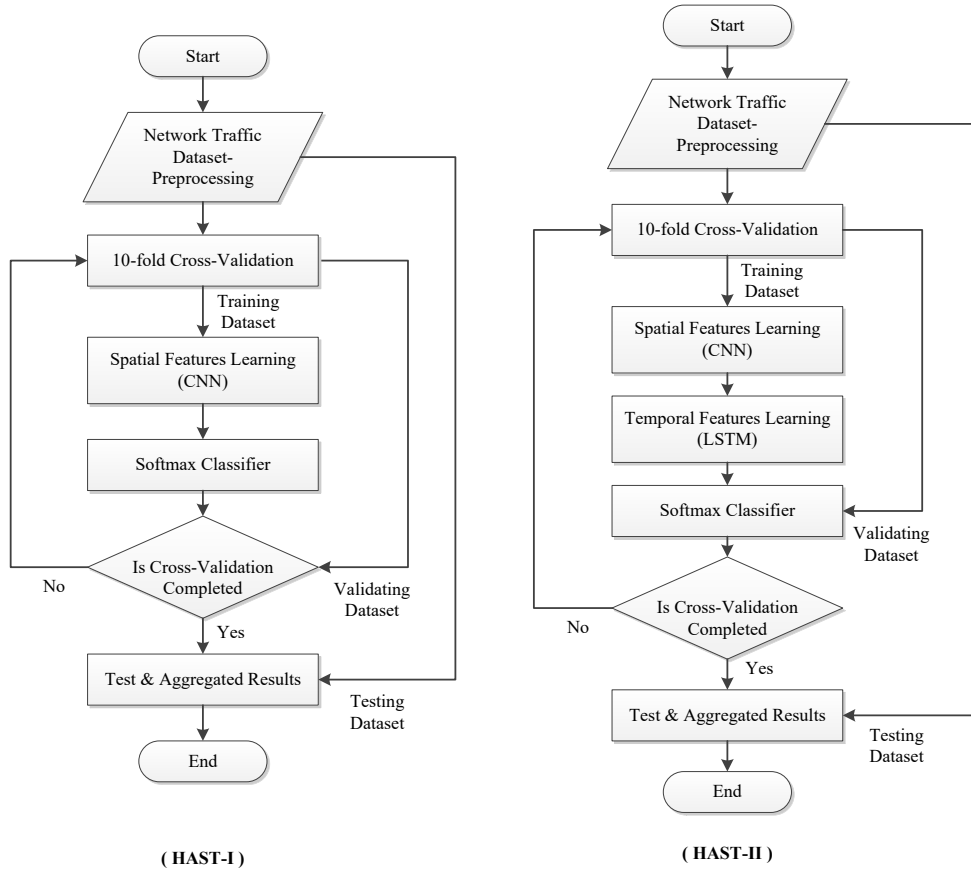 Start
Network Traffic
Dataset-
Preprocessing
10-fold Cross-Validation
Training
Dataset
Spatial Features Learning
(CNN)
Softmax Classifier
Is Cross-Validation
Completed
No
Validating
Dataset
Yes
Test & Aggregated Results
Testing
Dataset
End
( HAST-I )
Start
Network Traffic
Dataset-
Preprocessing
10-fold Cross-Validation
Training
Dataset
Spatial Features Learning
(CNN)
Temporal Features Learning
(LSTM)
Softmax Classifier
Validating
Dataset
Is Cross-Validation
Completed
No
Yes
Test & Aggregated Results
Testing
Dataset
End
( HAST-II )